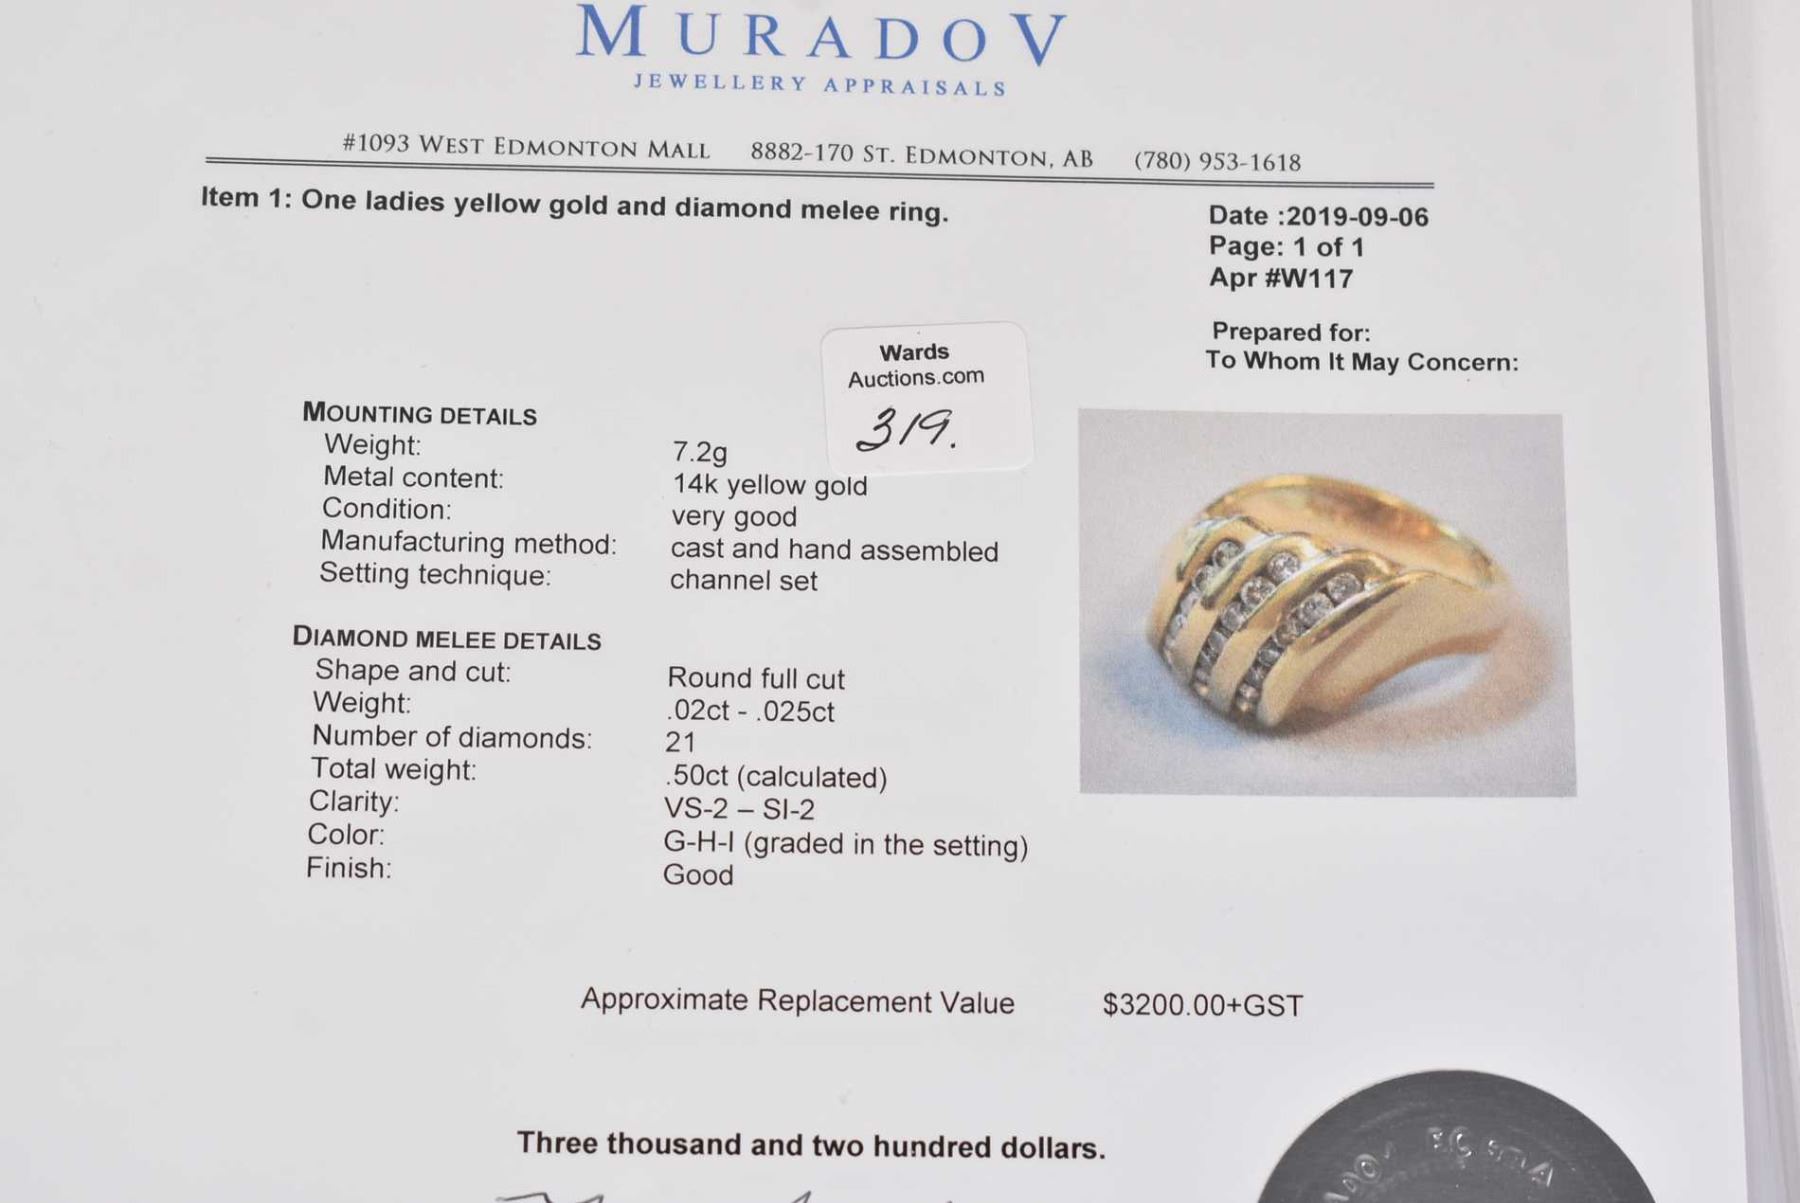 MURADOV
JEWELLERY APPRAISALS
#1093 WEST EDMONTON MALL 8882-170 ST. EDMONTON, AB (780) 953-1618
Item 1: One ladies yellow gold and diamond melee ring.
Date :2019-09-06
Page: 1 of 1
Apr #W117
Prepared for:
To Whom It May Concern:
Wards
Auctions.com
319.
MOUNTING DETAILS
Weight: 7.2g
Metal content: 14k yellow gold
Condition: very good
Manufacturing method: cast and hand assembled
Setting technique: channel set
DIAMOND MELEE DETAILS
Shape and cut: Round full cut
Weight: .02ct - .025ct
Number of diamonds: 21
Total weight: .50ct (calculated)
Clarity: VS-2 – SI-2
Color: G-H-I (graded in the setting)
Finish: Good
Approximate Replacement Value $3200.00+GST
Three thousand and two hundred dollars.